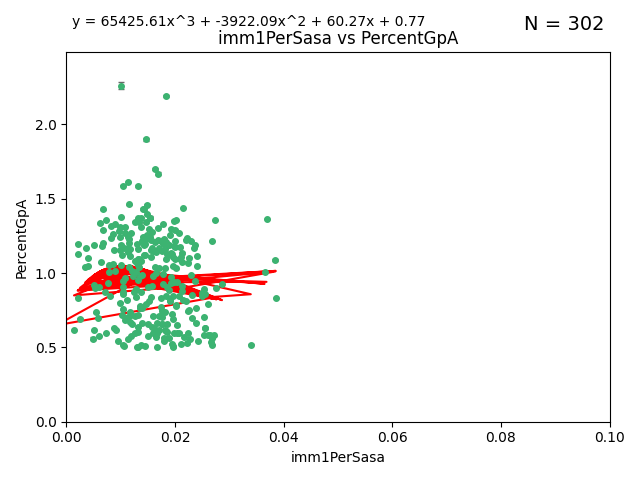 y = 65425.61x^3 + -3922.09x^2 + 60.27x + 0.77
N = 302
imm1PerSasa vs PercentGpA
PercentGpA
2.0
1.5
1.0
0.5
0.0
0.00 0.02 0.04 0.06 0.08 0.10
imm1PerSasa